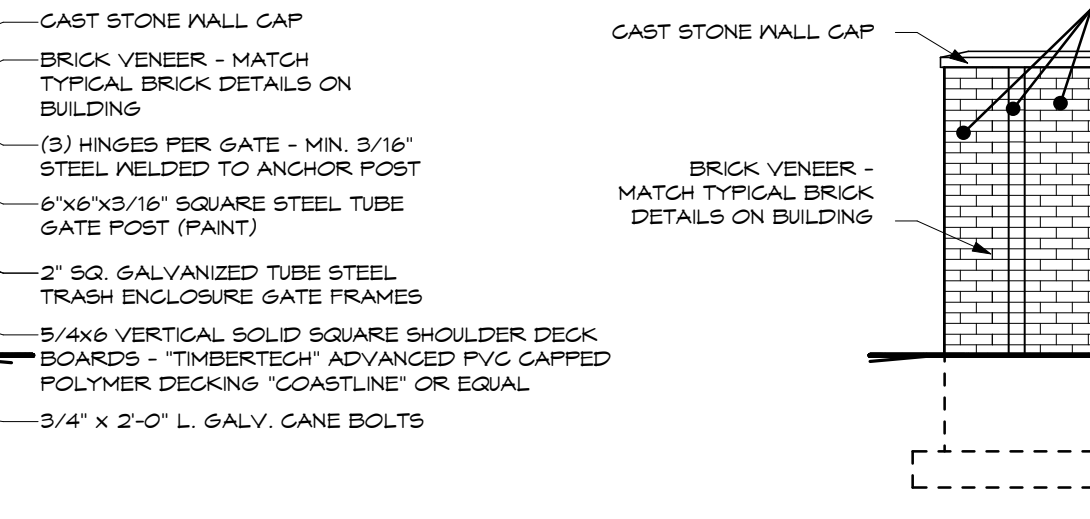 CAST STONE WALL CAP
BRICK VENEER - MATCH
TYPICAL BRICK DETAILS ON
BUILDING
(3) HINGES PER GATE - MIN. 3/16"
STEEL WELDED TO ANCHOR POST
6"x6"x3/16" SQUARE STEEL TUBE
GATE POST (PAINT)
2" SQ. GALVANIZED TUBE STEEL
TRASH ENCLOSURE GATE FRAMES
5/4x6 VERTICAL SOLID SQUARE SHOULDER DECK
BOARDS - "TIMBERTECH" ADVANCED PVC CAPPED
POLYMER DECKING "COASTLINE" OR EQUAL
3/4" x 2'-0" L. GALV. CANE BOLTS
CAST STONE WALL CAP
BRICK VENEER -
MATCH TYPICAL BRICK
DETAILS ON BUILDING